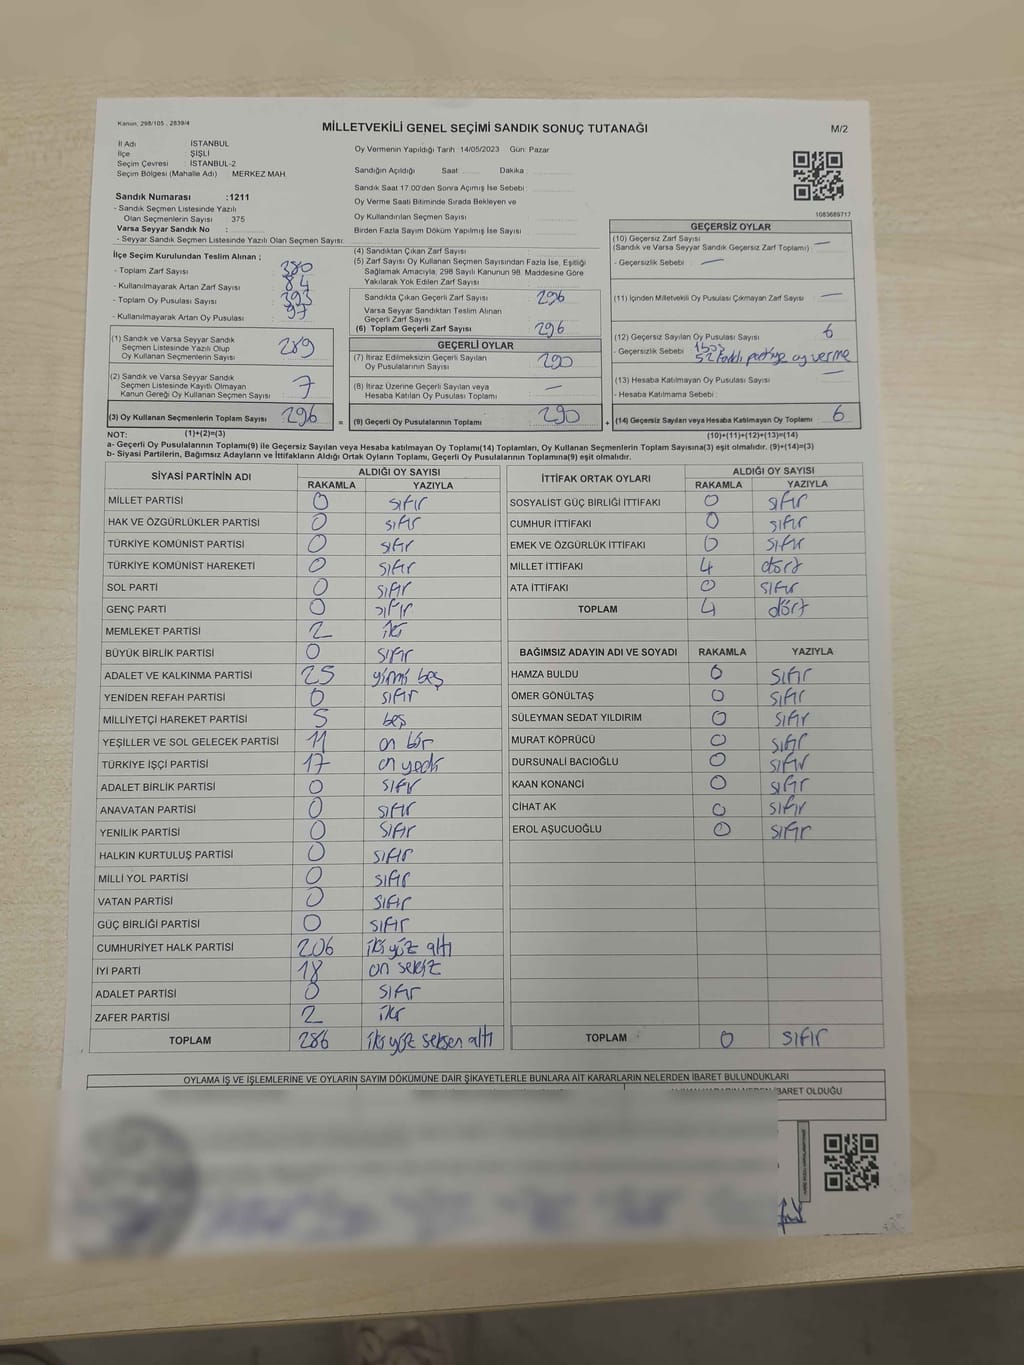 Kanun, 298/105 , 2839/4
MİLLETVEKİLİ GENEL SEÇİMİ SANDIK SONUÇ TUTANAĞI
M/2
İl Adı : İSTANBUL
İlçe : ŞİŞLİ
Seçim Çevresi : İSTANBUL-2
Seçim Bölgesi (Mahalle Adı) : MERKEZ MAH.
Oy Vermenin Yapıldığı Tarih :14/05/2023 Gün: Pazar
Sandığın Açıldığı Saat Dakika :
Sandık Saat 17.00'den Sonra Açımış İse Sebebi :
Oy Verme Saati Bitiminde Sırada Bekleyen ve
Oy Kullandırılan Seçmen Sayısı
Birden Fazla Sayım Döküm Yapılmış İse Sayısı :
1083689717
Sandık Numarası :1211
- Sandık Seçmen Listesinde Yazılı
Olan Seçmenlerin Sayısı : 375
Varsa Seyyar Sandık No :
- Seyyar Sandık Seçmen Listesinde Yazılı Olan Seçmen Sayısı:
İlçe Seçim Kurulundan Teslim Alınan ;
- Toplam Zarf Sayısı : 380
- Kullanılmayarak Artan Zarf Sayısı : 84
- Toplam Oy Pusulası Sayısı : 393
- Kullanılmayarak Artan Oy Pusulası : 97
(1) Sandık ve Varsa Seyyar Sandık
Seçmen Listesinde Yazılı Olup
Oy Kullanan Seçmenlerin Sayısı 289
(2) Sandık ve Varsa Seyyar Sandık
Seçmen Listesinde Kayıtlı Olmayan
Kanun Gereği Oy Kullanan Seçmen Sayısı 7
(3) Oy Kullanan Seçmenlerin Toplam Sayısı 296
(4) Sandıktan Çıkan Zarf Sayısı
(5) Zarf Sayısı Oy Kullanan Seçmen Sayısından Fazla İse, Eşitliği
Sağlamak Amacıyla, 298 Sayılı Kanunun 98. Maddesine Göre
Yakılarak Yok Edilen Zarf Sayısı
Sandıkta Çıkan Geçerli Zarf Sayısı 296
Varsa Seyyar Sandıktan Teslim Alınan
Geçerli Zarf Sayısı
(6) Toplam Geçerli Zarf Sayısı 296
GEÇERLİ OYLAR
(7) İtiraz Edilmeksizin Geçerli Sayılan
Oy Pusulasının Sayısı 290
(8) İtiraz Üzerine Geçerli Sayılan veya
Hesaba Katılan Oy Pusulası Toplamı —
= (9) Geçerli Oy Pusulalarının Toplamı 290
GEÇERSİZ OYLAR
(10) Geçersiz Zarf Sayısı —
(Sandık ve Varsa Seyyar Sandık Geçersiz Zarf Toplamı)
- Geçersizlik Sebebi : —
(11) İçinden Milletvekili Oy Pusulası Çıkmayan Zarf Sayısı : —
(12) Geçersiz Sayılan Oy Pusulası Sayısı 6
- Geçersizlik Sebebi 1 boş
farklı partiye oy verme
(13) Hesaba Katılmayan Oy Pusulası Sayısı —
- Hesaba Katılmama Sebebi :
+ (14) Geçersiz Sayılan veya Hesaba Katılmayan Oy Toplamı 6
NOT: (1)+(2)=(3) (10)+(11)+(12)+(13)=(14)
a- Geçerli Oy Pusulalarının Toplamı(9) ile Geçersiz Sayılan veya Hesaba katılmayan Oy Toplamı(14) Toplamları, Oy Kullanan Seçmenlerin Toplam Sayısına(3) eşit olmalıdır. (9)+(14)=(3)
b- Siyasi Partilerin, Bağımsız Adayların ve İttifakların Aldığı Ortak Oyların Toplamı, Geçerli Oy Pusulalarının Toplamına(9) eşit olmalıdır.
SİYASİ PARTİNİN ADI ALDIĞI OY SAYISI
RAKAMLA YAZIYLA
MİLLET PARTİSİ 0 sıfır
HAK VE ÖZGÜRLÜKLER PARTİSİ 0 sıfır
TÜRKİYE KOMÜNİST PARTİSİ 0 sıfır
TÜRKİYE KOMÜNİST HAREKETİ 0 sıfır
SOL PARTİ 0 sıfır
GENÇ PARTİ 0 sıfır
MEMLEKET PARTİSİ 2 iki
BÜYÜK BİRLİK PARTİSİ 0 sıfır
ADALET VE KALKINMA PARTİSİ 25 yirmi beş
YENİDEN REFAH PARTİSİ 0 sıfır
MİLLİYETÇİ HAREKET PARTİSİ 5 beş
YEŞİLLER VE SOL GELECEK PARTİSİ 11 on bir
TÜRKİYE İŞÇİ PARTİSİ 17 on yedi
ADALET BİRLİK PARTİSİ 0 sıfır
ANAVATAN PARTİSİ 0 sıfır
YENİLİK PARTİSİ 0 sıfır
HALKIN KURTULUŞ PARTİSİ 0 sıfır
MİLLİ YOL PARTİSİ 0 sıfır
VATAN PARTİSİ 0 sıfır
GÜÇ BİRLİĞİ PARTİSİ 0 sıfır
CUMHURİYET HALK PARTİSİ 206 iki yüz altı
İYİ PARTİ 18 on sekiz
ADALET PARTİSİ 0 sıfır
ZAFER PARTİSİ 2 iki
TOPLAM 286 iki yüz seksen altı
İTTİFAK ORTAK OYLARI ALDIĞI OY SAYISI
RAKAMLA YAZIYLA
SOSYALİST GÜÇ BİRLİĞİ İTTİFAKI 0 sıfır
CUMHUR İTTİFAKI 0 sıfır
EMEK VE ÖZGÜRLÜK İTTİFAKI 0 sıfır
MİLLET İTTİFAKI 4 dört
ATA İTTİFAKI 0 sıfır
TOPLAM 4 dört
BAĞIMSIZ ADAYIN ADI VE SOYADI RAKAMLA YAZIYLA
HAMZA BULDU 0 sıfır
ÖMER GÖNÜLTAŞ 0 sıfır
SÜLEYMAN SEDAT YILDIRIM 0 sıfır
MURAT KÖPRÜCÜ 0 sıfır
DURSUNALİ BACIOĞLU 0 sıfır
KAAN KONANCİ 0 sıfır
CİHAT AK 0 sıfır
EROL AŞUCUOĞLU 0 sıfır
TOPLAM 0 sıfır
OYLAMA İŞ VE İŞLEMLERİNE VE OYLARIN SAYIM DÖKÜMÜNE DAİR ŞİKAYETLERLE BUNLARA AİT KARARLARIN NELERDEN İBARET BULUNDUKLARI
İBARET OLDUĞU